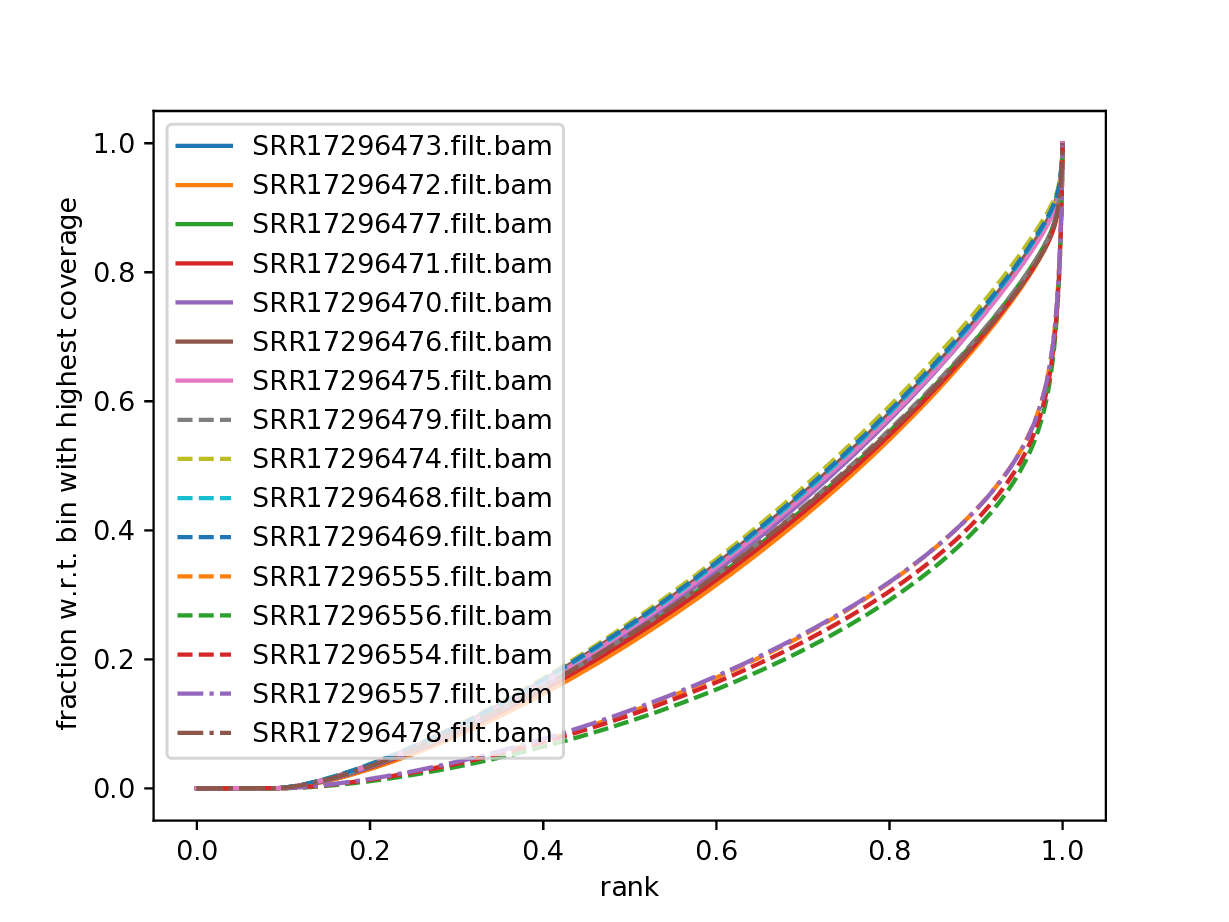 1.0
0.8
0.6
0.4
0.2
0.0
fraction w.r.t. bin with highest coverage
SRR17296473.filt.bam
SRR17296472.filt.bam
SRR17296477.filt.bam
SRR17296471.filt.bam
SRR17296470.filt.bam
SRR17296476.filt.bam
SRR17296475.filt.bam
SRR17296479.filt.bam
SRR17296474.filt.bam
SRR17296468.filt.bam
SRR17296469.filt.bam
SRR17296555.filt.bam
SRR17296556.filt.bam
SRR17296554.filt.bam
SRR17296557.filt.bam
SRR17296478.filt.bam
0.0 0.2 0.4 0.6 0.8 1.0
rank